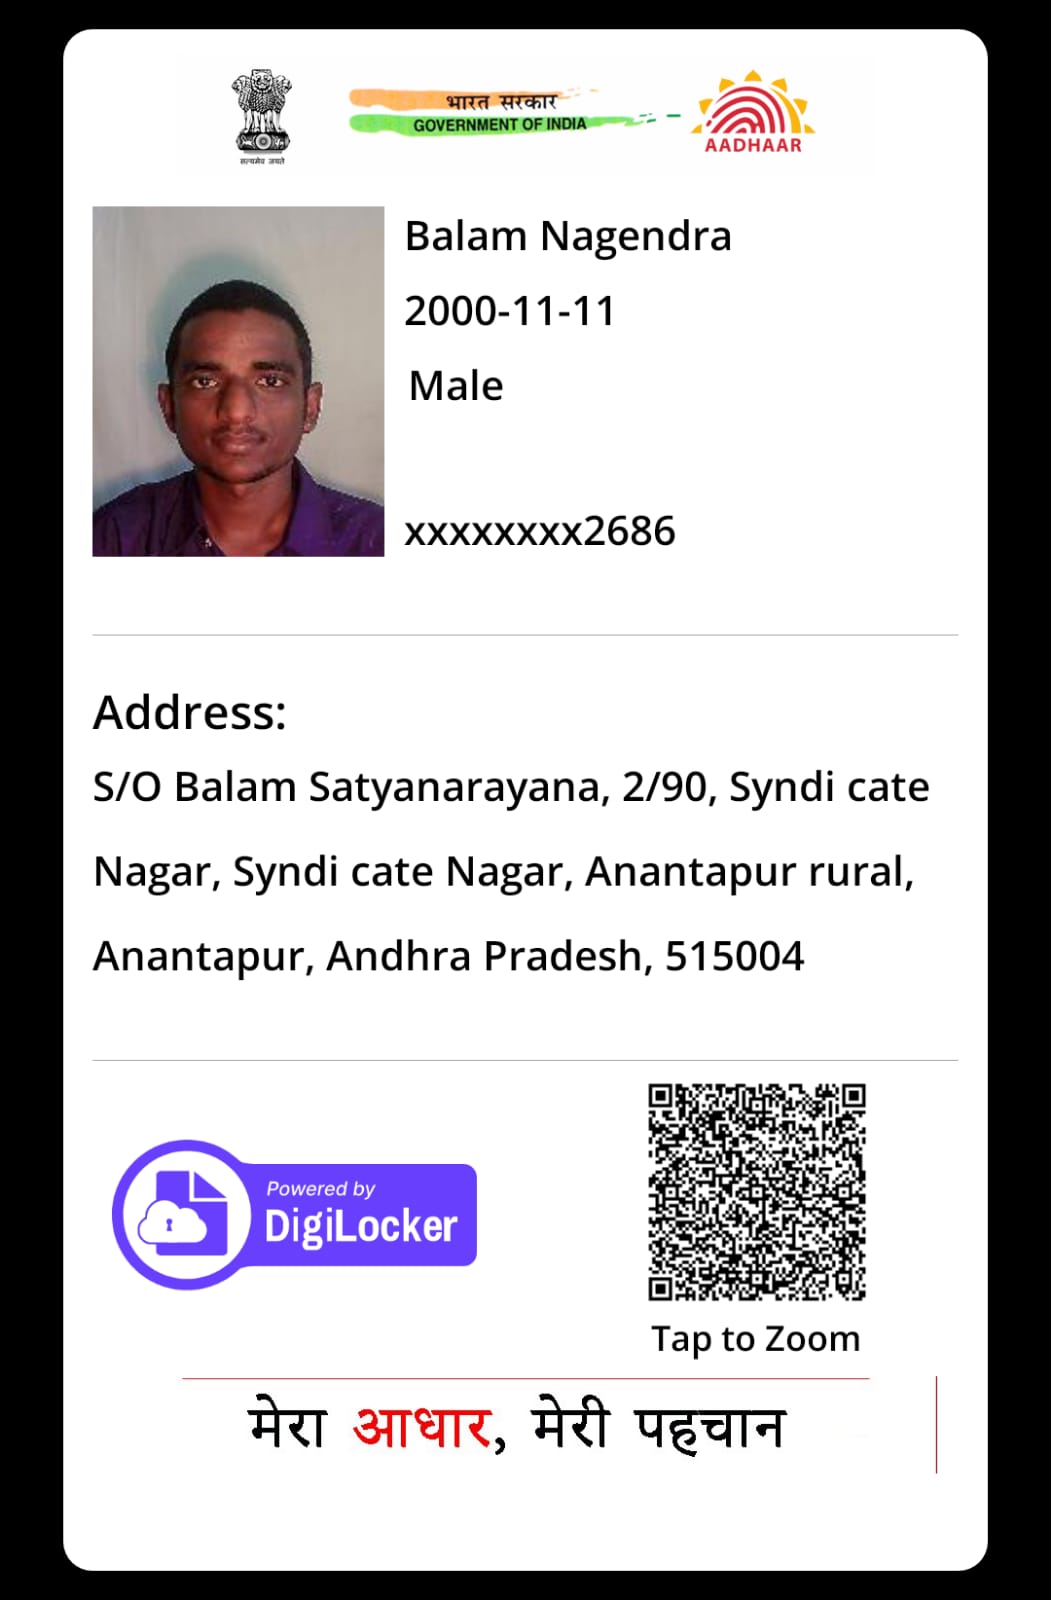 सत्यमेव जयते
भारत सरकार
GOVERNMENT OF INDIA
AADHAAR
Balam Nagendra
2000-11-11
Male
xxxxxxxx2686
Address:
S/O Balam Satyanarayana, 2/90, Syndi cate
Nagar, Syndi cate Nagar, Anantapur rural,
Anantapur, Andhra Pradesh, 515004
Powered by
DigiLocker
Tap to Zoom
मेरा आधार, मेरी पहचान